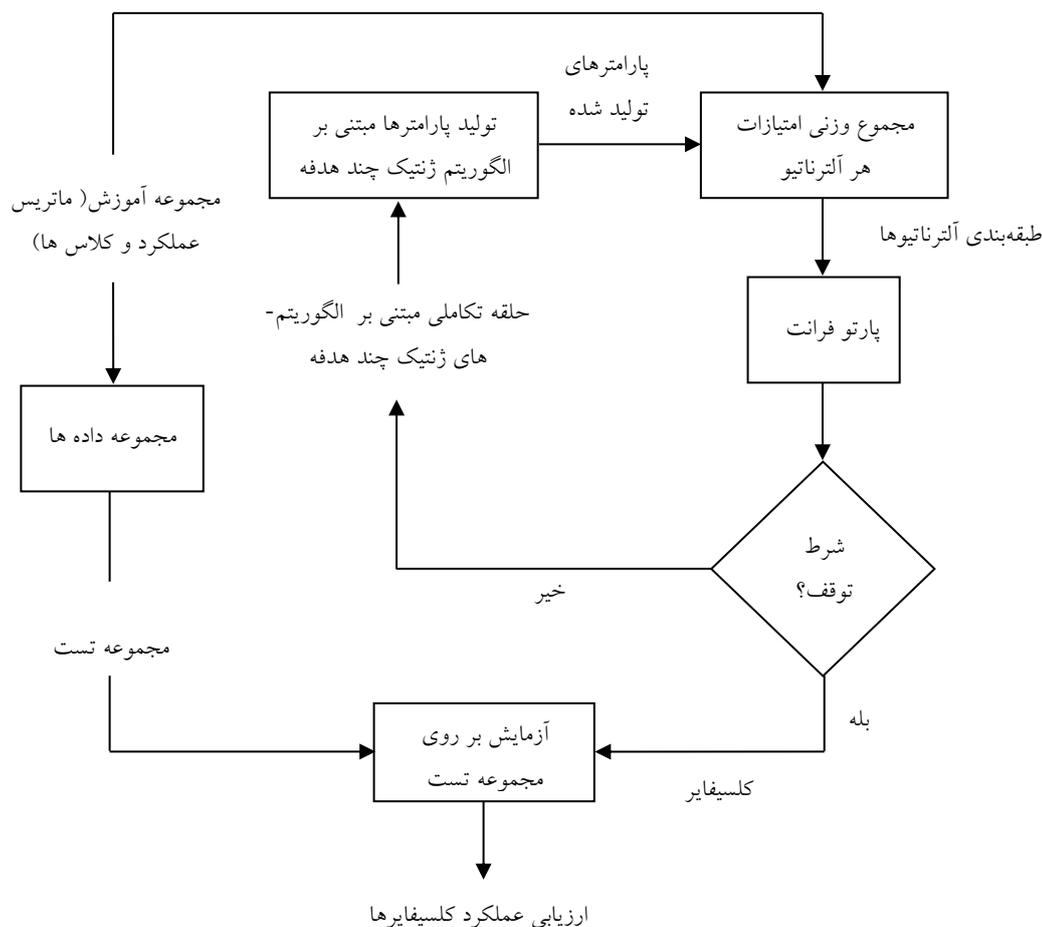 پارامترهای
تولید شده
تولید پارامترها مبتنی بر
الگوریتم ژنتیک چند هدفه
مجموع وزنی امتیازات
هر آلترناتیو
مجموعه آموزش( ماتریس
عملکرد و کلاس ها)
طبقه‌بندی آلترناتیوها
حلقه تکاملی مبتنی بر الگوریتم-
های ژنتیک چند هدفه
پارتو فرانت
مجموعه داده ها
شرط
توقف؟
خیر
مجموعه تست
بله
آزمایش بر روی
مجموعه تست
کلسیفایر
ارزیابی عملکرد کلسیفایرها